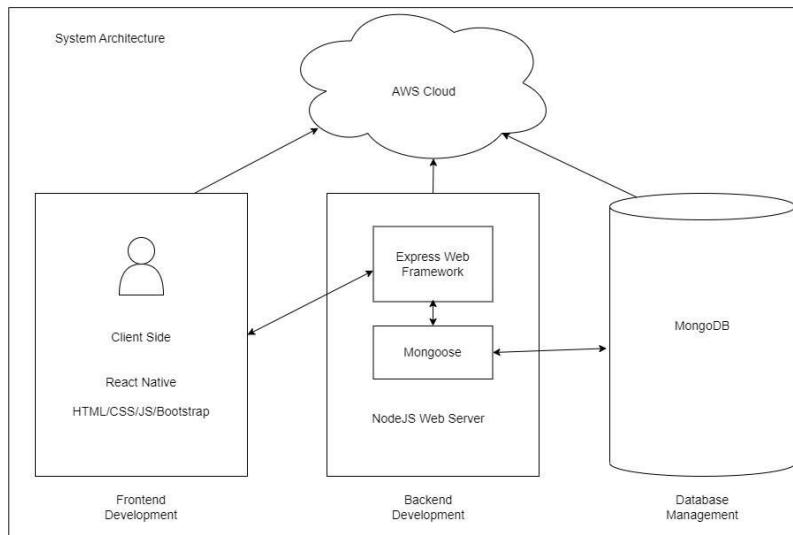 System Architecture
AWS Cloud
Express Web
Framework
Client Side
Mongoose
MongoDB
React Native
HTML/CSS/JS/Bootstrap
NodeJS Web Server
Frontend
Development
Backend
Development
Database
Management